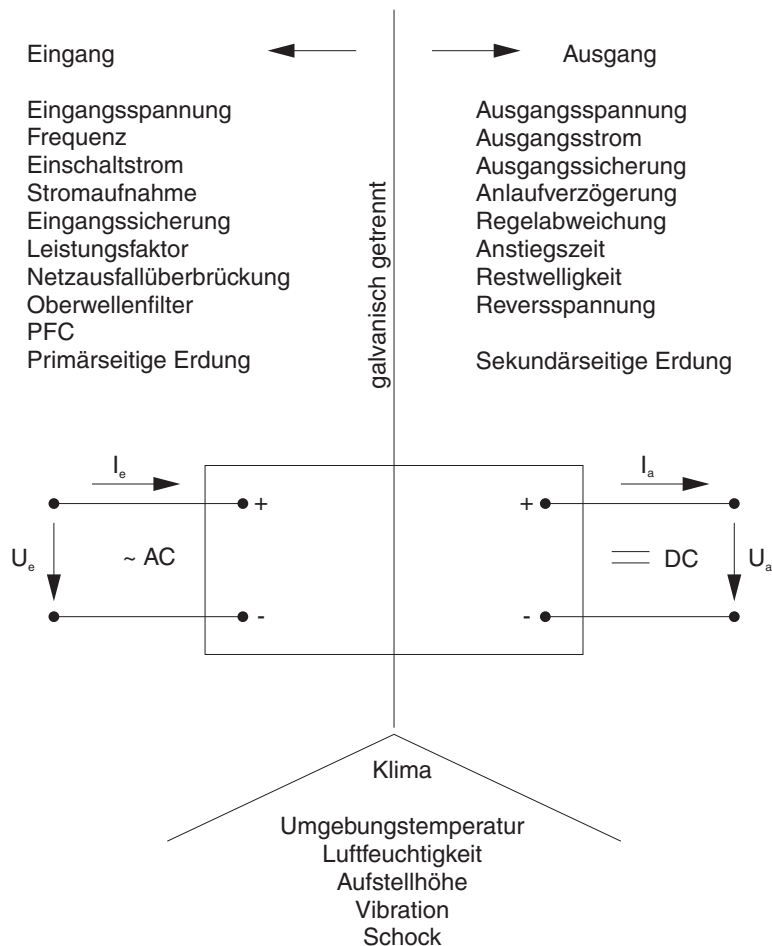 Eingang
Ausgang
Eingangsspannung
Frequenz
Einschaltstrom
Stromaufnahme
Eingangssicherung
Leistungsfaktor
Netzausfallüberbrückung
Oberwellenfilter
PFC
Primärseitige Erdung
galvanisch getrennt
Ausgangsspannung
Ausgangsstrom
Ausgangssicherung
Anlaufverzögerung
Regelabweichung
Anstiegszeit
Restwelligkeit
Reversspannung
Sekundärseitige Erdung
Ie
Ia
+
+
Ue
~ AC
DC
Ua
-
-
Klima
Umgebungstemperatur
Luftfeuchtigkeit
Aufstellhöhe
Vibration
Schock